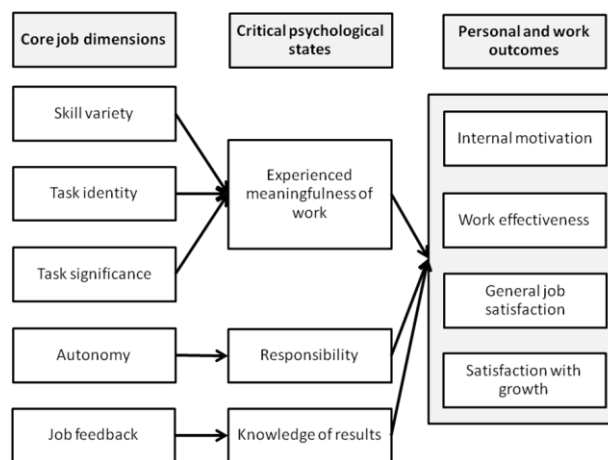 Core job dimensions
Critical psychological
states
Personal and work
outcomes
Skill variety
Task identity
Task significance
Autonomy
Job feedback
Experienced
meaningfulness of
work
Responsibility
Knowledge of results
Internal motivation
Work effectiveness
General job
satisfaction
Satisfaction with
growth